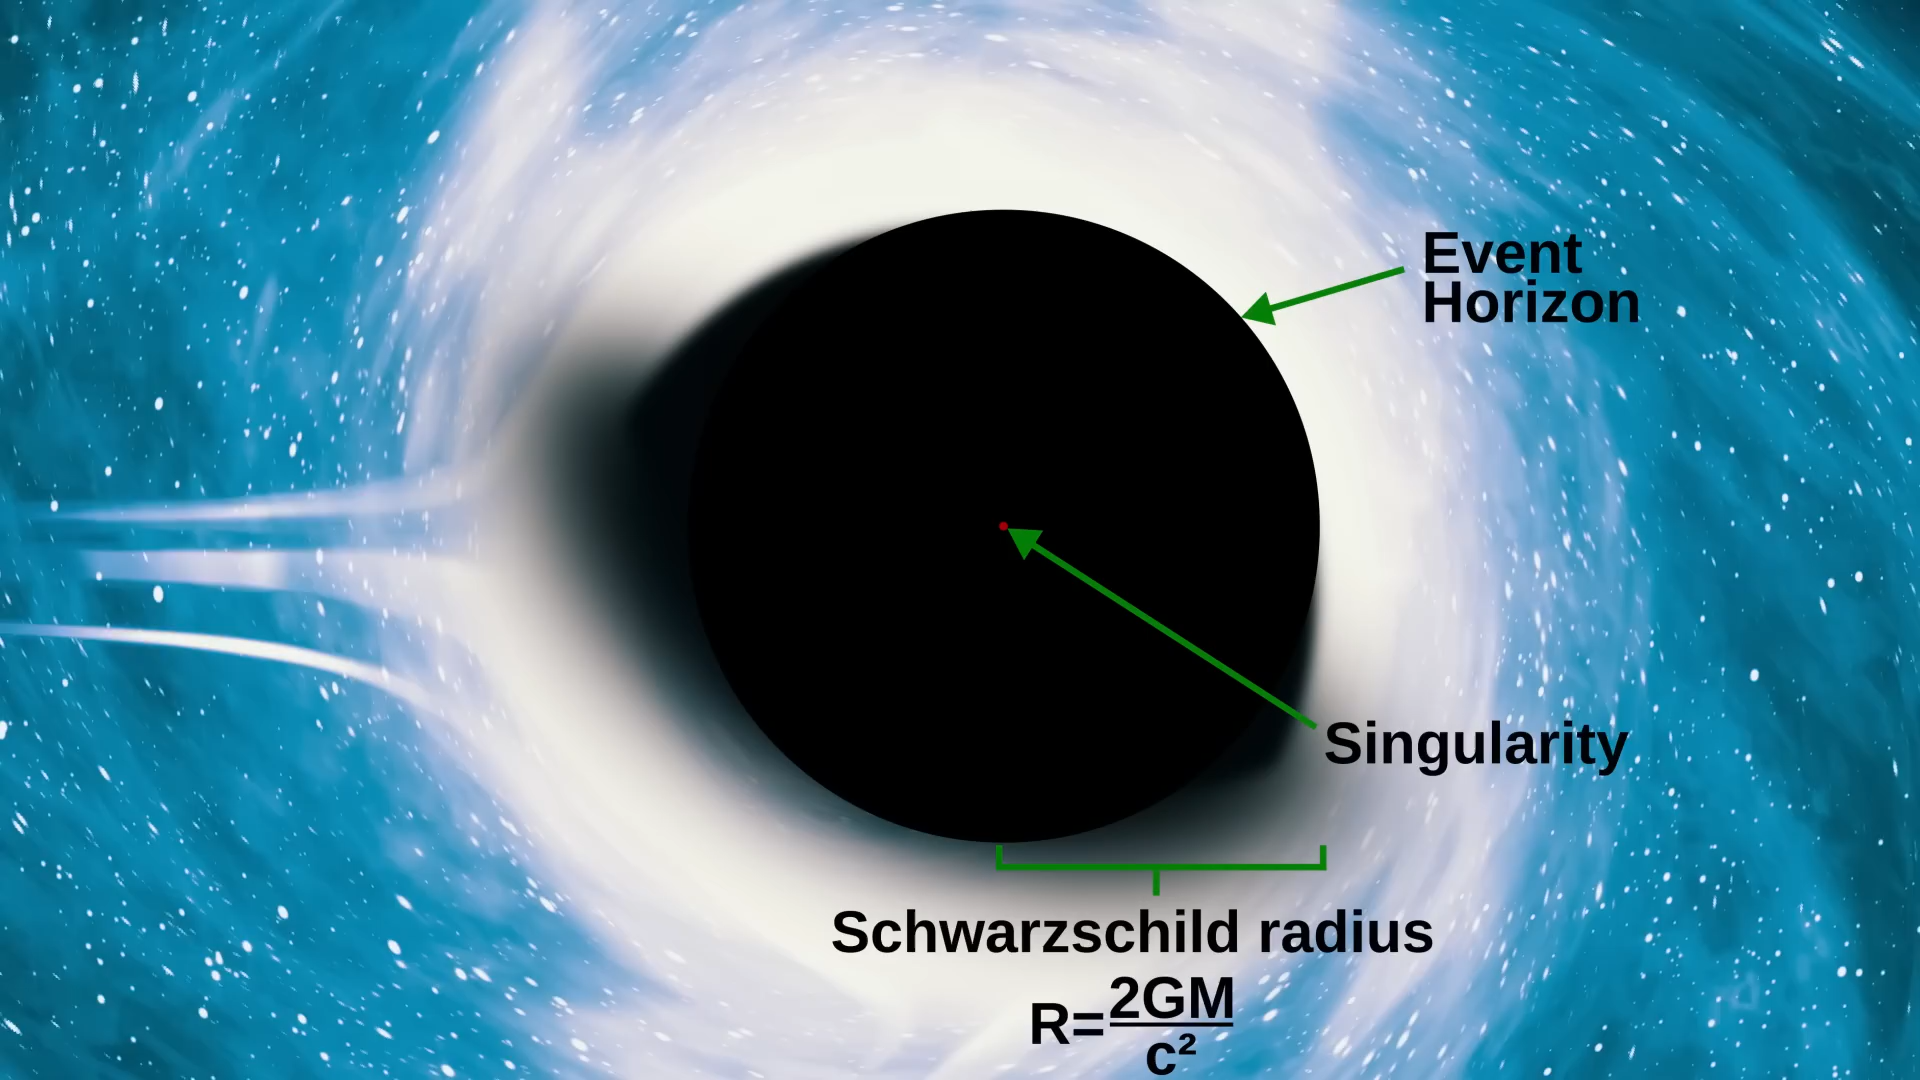 Event
Horizon
Singularity
Schwarzschild radius
R=2GM
c²